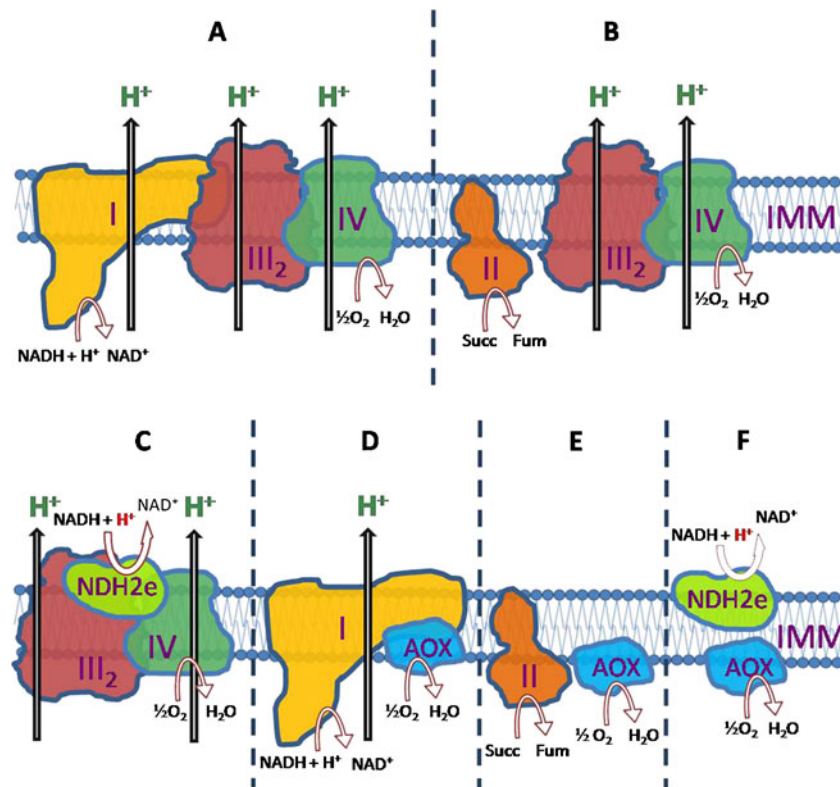 A B
H⁺ H⁺ H⁺ H⁺ H⁺
I III₂ IV II III₂ IV IMM
½O₂ H₂O ½O₂ H₂O
NADH + H⁺ NAD⁺ Succ Fum
C D E F
H⁺ NADH + H⁺ NAD⁺ H⁺ H⁺ NADH + H⁺ NAD⁺
NDH2e NDH2e
III₂ IV I AOX II AOX AOX IMM
½O₂ H₂O ½O₂ H₂O ½ O₂ H₂O ½O₂ H₂O
NADH + H⁺ NAD⁺ Succ Fum